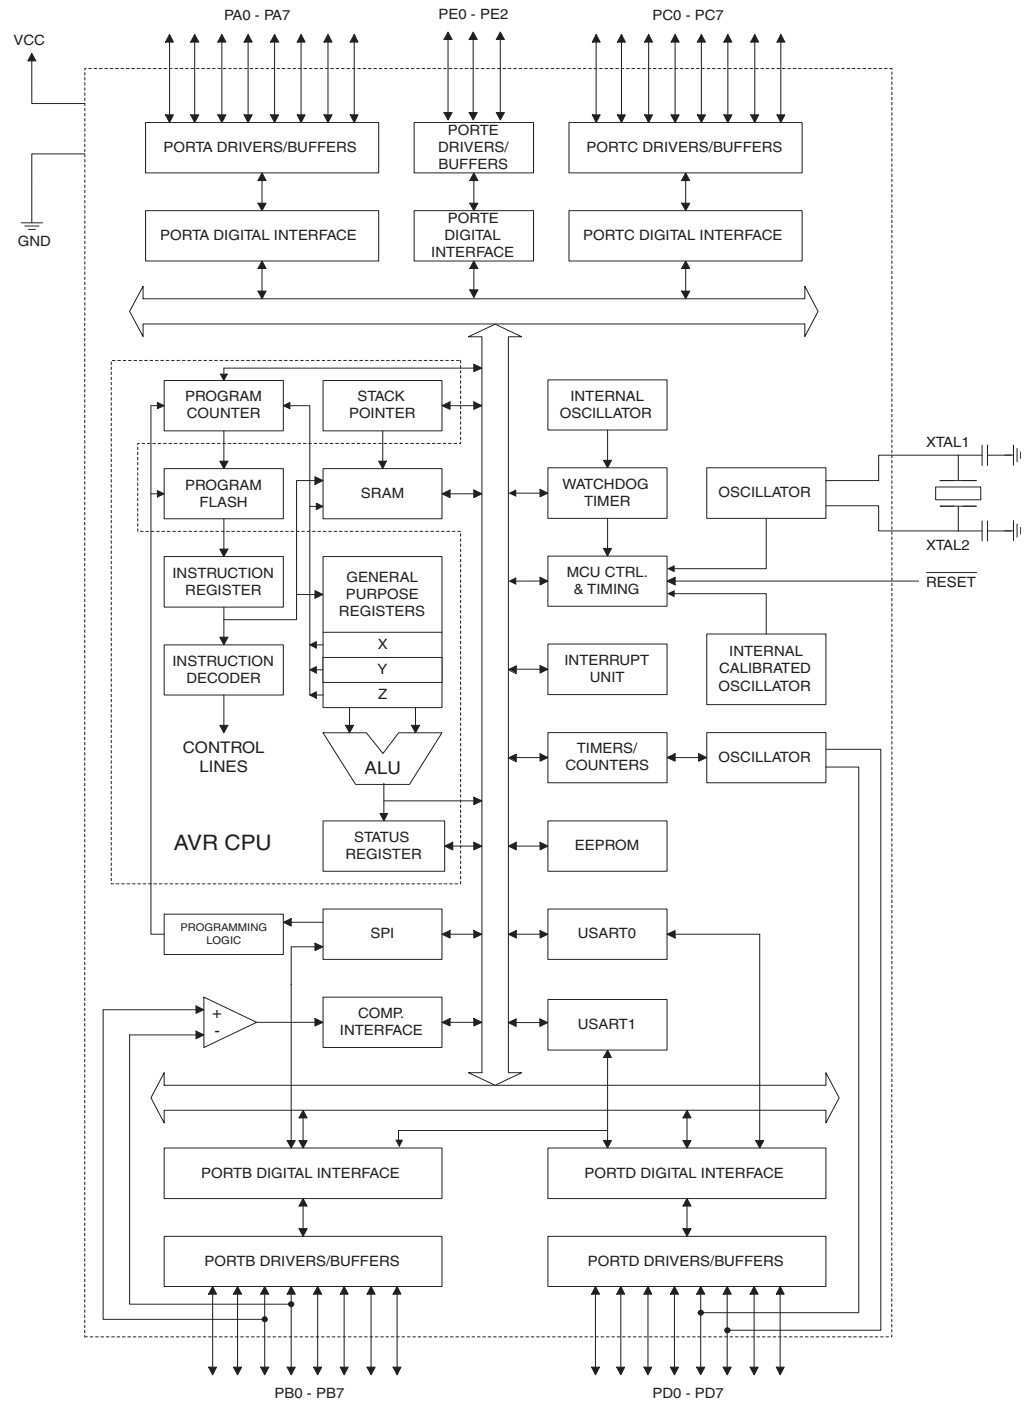 PA0 - PA7
PE0 - PE2
PC0 - PC7
VCC
PORTA DRIVERS/BUFFERS
PORTE
DRIVERS/
BUFFERS
PORTC DRIVERS/BUFFERS
GND
PORTA DIGITAL INTERFACE
PORTE
DIGITAL
INTERFACE
PORTC DIGITAL INTERFACE
PROGRAM
COUNTER
STACK
POINTER
INTERNAL
OSCILLATOR
XTAL1
PROGRAM
FLASH
SRAM
WATCHDOG
TIMER
OSCILLATOR
XTAL2
INSTRUCTION
REGISTER
GENERAL
PURPOSE
REGISTERS
X
Y
Z
MCU CTRL.
& TIMING
RESET
INSTRUCTION
DECODER
INTERRUPT
UNIT
INTERNAL
CALIBRATED
OSCILLATOR
CONTROL
LINES
ALU
TIMERS/
COUNTERS
OSCILLATOR
AVR CPU
STATUS
REGISTER
EEPROM
PROGRAMMING
LOGIC
SPI
USART0
+
-
COMP.
INTERFACE
USART1
PORTB DIGITAL INTERFACE
PORTD DIGITAL INTERFACE
PORTB DRIVERS/BUFFERS
PORTD DRIVERS/BUFFERS
PB0 - PB7
PD0 - PD7